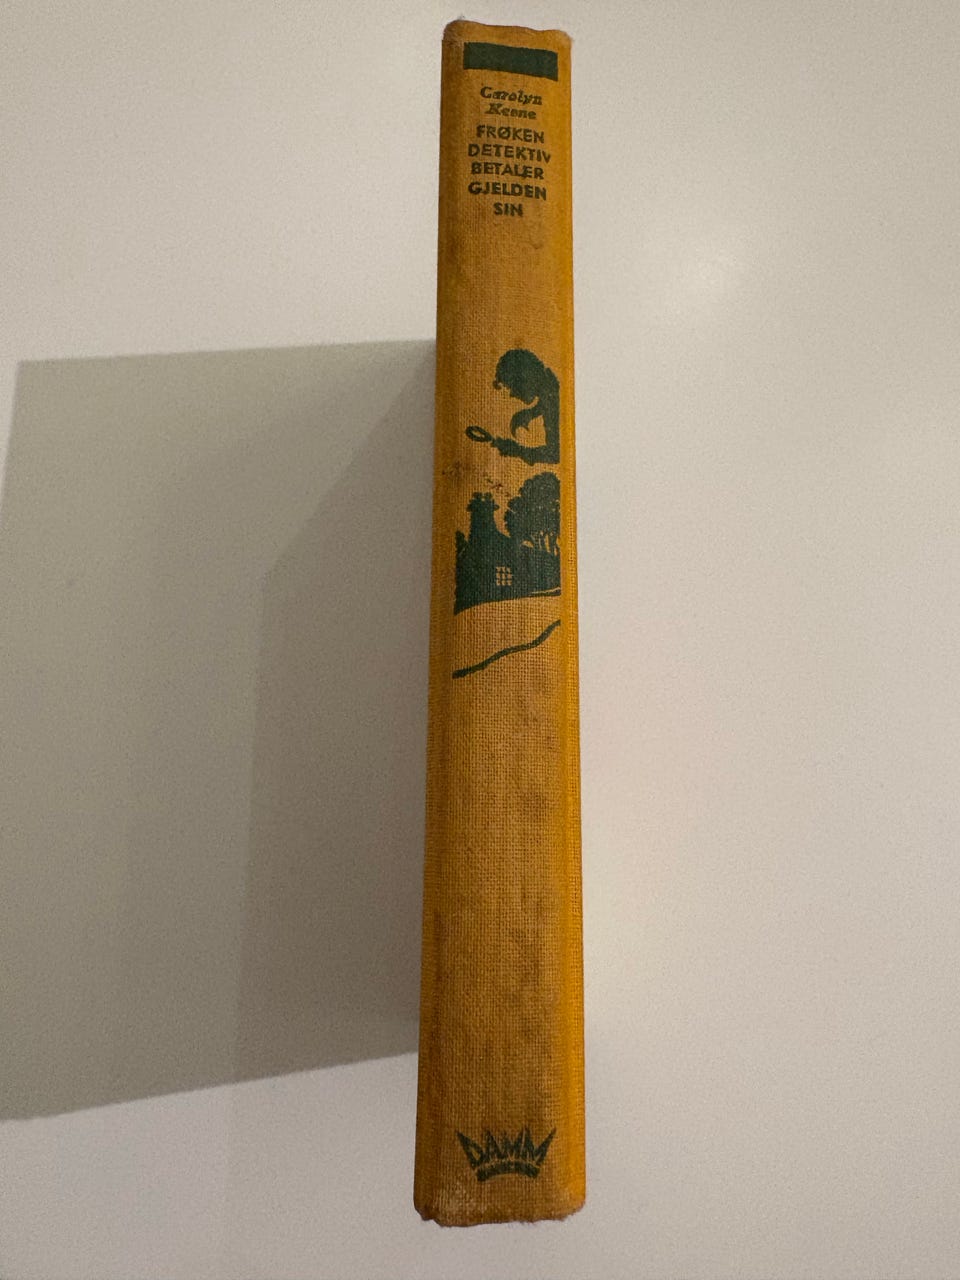 Carolyn
Keene
FRØKEN
DETEKTIV
BETALER
GJELDEN
SIN
DAMM